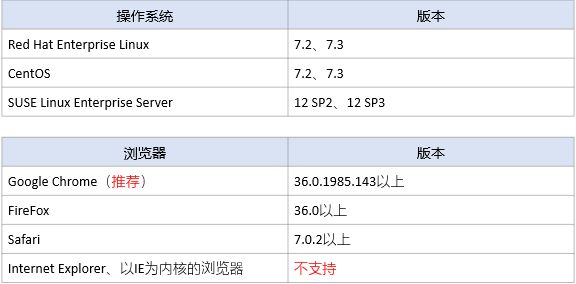 操作系统 版本
Red Hat Enterprise Linux 7.2、7.3
CentOS 7.2、7.3
SUSE Linux Enterprise Server 12 SP2、12 SP3
浏览器 版本
Google Chrome（推荐） 36.0.1985.143以上
FireFox 36.0以上
Safari 7.0.2以上
Internet Explorer、以IE为内核的浏览器 不支持